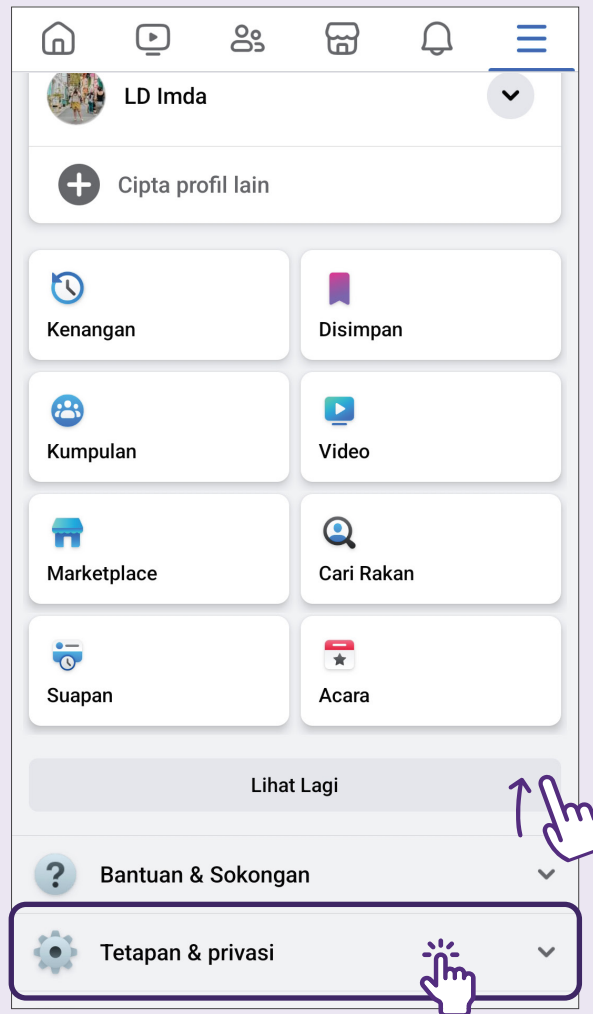 LD Imda
Cipta profil lain
Kenangan
Disimpan
Kumpulan
Video
Marketplace
Cari Rakan
Suapan
Acara
Lihat Lagi
Bantuan & Sokongan
Tetapan & privasi